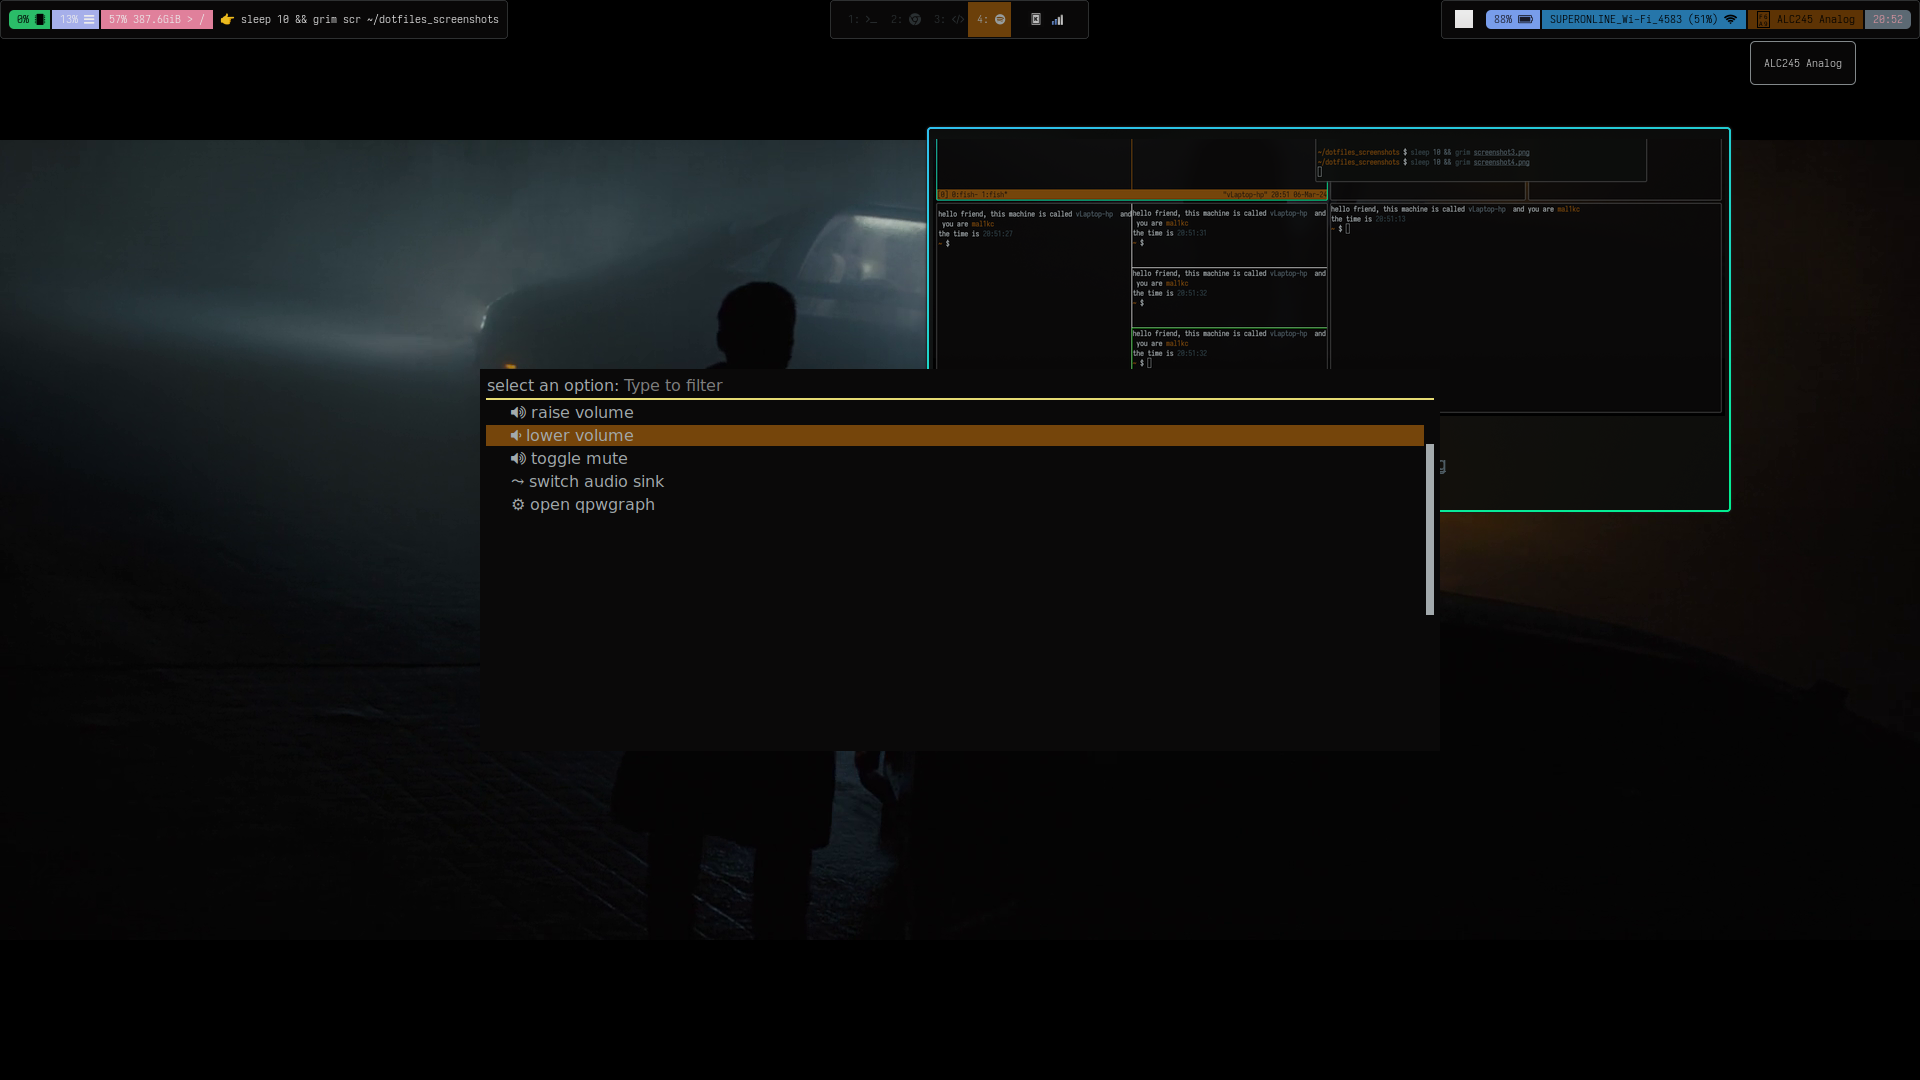 0%
13%
57% 387.6GiB > /
👉 sleep 10 && grim scr ~/dotfiles_screenshots
1: >_
2:
3: </>
4:
88%
SUPERONLINE_Wi-Fi_4583 (51%)
ALC245 Analog
20:52
ALC245 Analog
~/dotfiles_screenshots $ sleep 10 && grim screenshot3.png
~/dotfiles_screenshots $ sleep 10 && grim screenshot4.png
[0] 0:fish- 1:fish*
"vLaptop-hp" 20:51 06-Mar-24
hello friend, this machine is called vLaptop-hp and
you are mal1kc
the time is 20:51:27
~ $
hello friend, this machine is called vLaptop-hp and
you are mal1kc
the time is 20:51:31
~ $
hello friend, this machine is called vLaptop-hp and
you are mal1kc
the time is 20:51:32
~ $
hello friend, this machine is called vLaptop-hp and
you are mal1kc
the time is 20:51:32
~ $
hello friend, this machine is called vLaptop-hp and you are mal1kc
the time is 20:51:13
~ $
select an option: Type to filter
raise volume
lower volume
toggle mute
⤳ switch audio sink
⚙ open qpwgraph
g